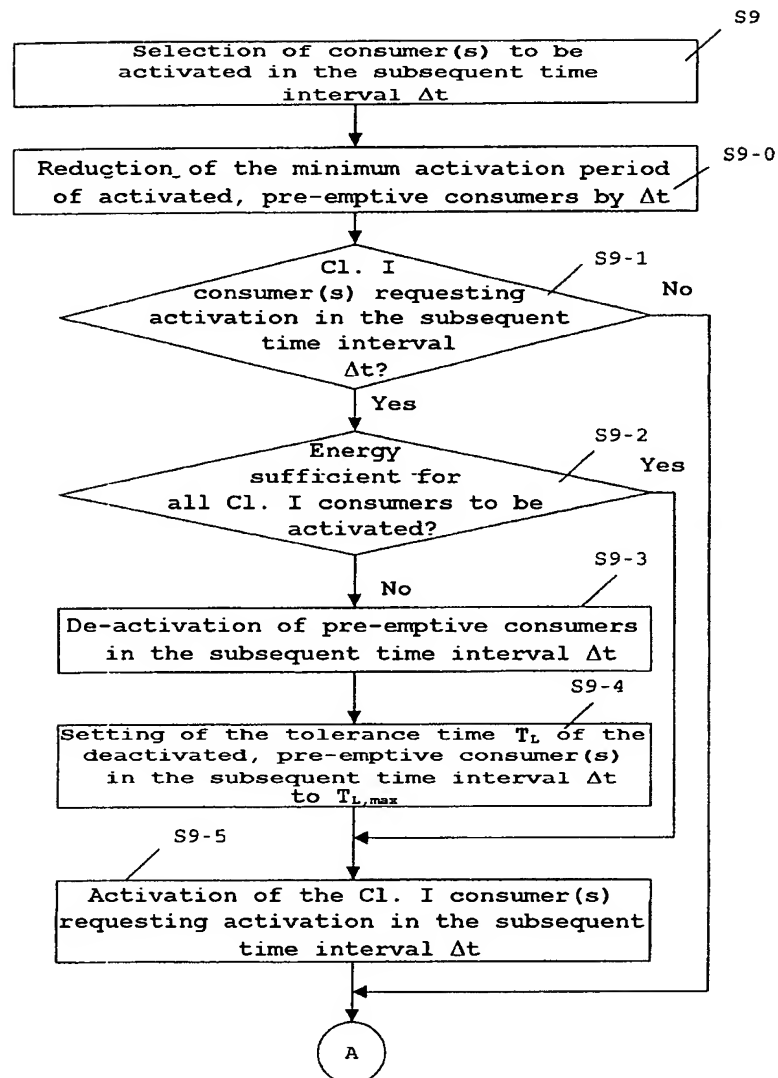 S9
Selection of consumer(s) to be
activated in the subsequent time
interval Δt
S9-0
Reduction of the minimum activation period
of activated, pre-emptive consumers by Δt
S9-1
Cl. I
consumer(s) requesting
activation in the subsequent
time interval
Δt?
No
Yes
S9-2
Energy
sufficient for
all Cl. I consumers to be
activated?
Yes
No
S9-3
De-activation of pre-emptive consumers
in the subsequent time interval Δt
S9-4
Setting of the tolerance time TL of the
deactivated, pre-emptive consumer(s)
in the subsequent time interval Δt
to TL,max
S9-5
Activation of the Cl. I consumer(s)
requesting activation in the subsequent
time interval Δt
A